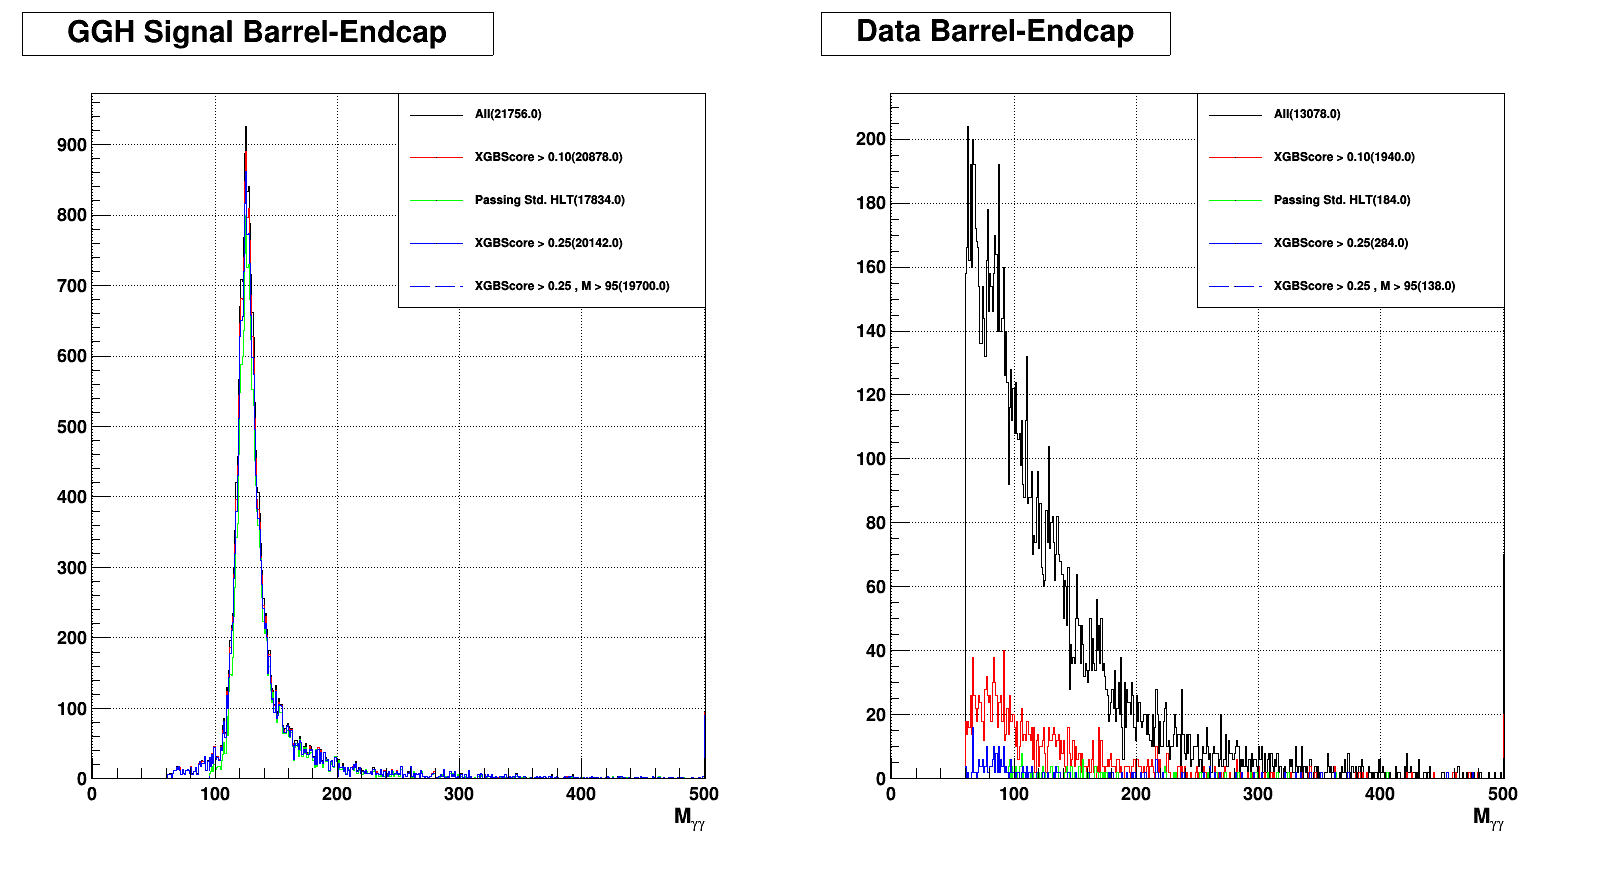 GGH Signal Barrel-Endcap
All(21756.0)
XGBScore > 0.10(20878.0)
Passing Std. HLT(17834.0)
XGBScore > 0.25(20142.0)
XGBScore > 0.25 , M > 95(19700.0)
900
800
700
600
500
400
300
200
100
0
0 100 200 300 400 500
Mγγ
Data Barrel-Endcap
All(13078.0)
XGBScore > 0.10(1940.0)
Passing Std. HLT(184.0)
XGBScore > 0.25(284.0)
XGBScore > 0.25 , M > 95(138.0)
200
180
160
140
120
100
80
60
40
20
0
0 100 200 300 400 500
Mγγ